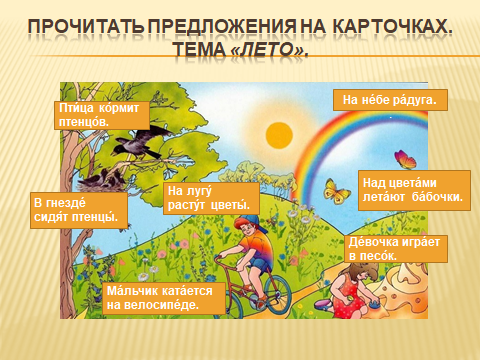 ПРОЧИТАТЬ ПРЕДЛОЖЕНИЯ НА КАРТОЧКАХ.
ТЕМА «ЛЕТО».
Пти́ца ко́рмит
птенцо́в.
На не́бе ра́дуга.
В гнезде́
сидя́т птенцы́.
На лугу́
расту́т цветы́.
Над цвета́ми
лета́ют ба́бочки.
Де́вочка игра́ет
в песо́к.
Ма́льчик ката́ется
на велосипе́де.